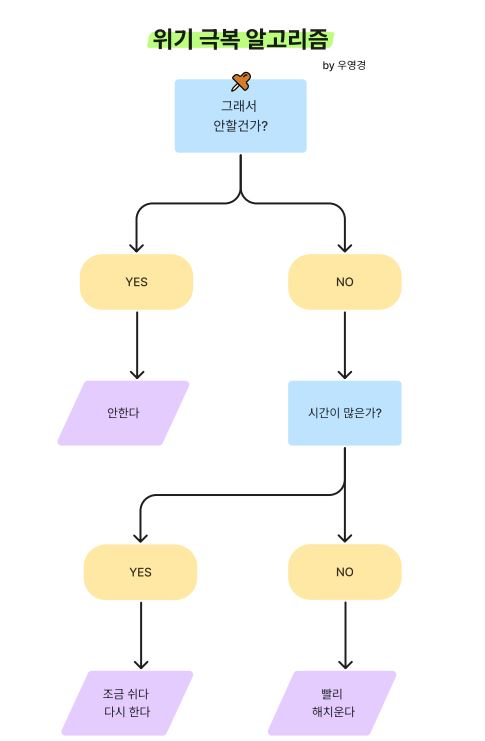 위기 극복 알고리즘
by 우영경
그래서
안할건가?
YES
NO
안한다
시간이 많은가?
YES
NO
조금 쉬다
다시 한다
빨리
해치운다